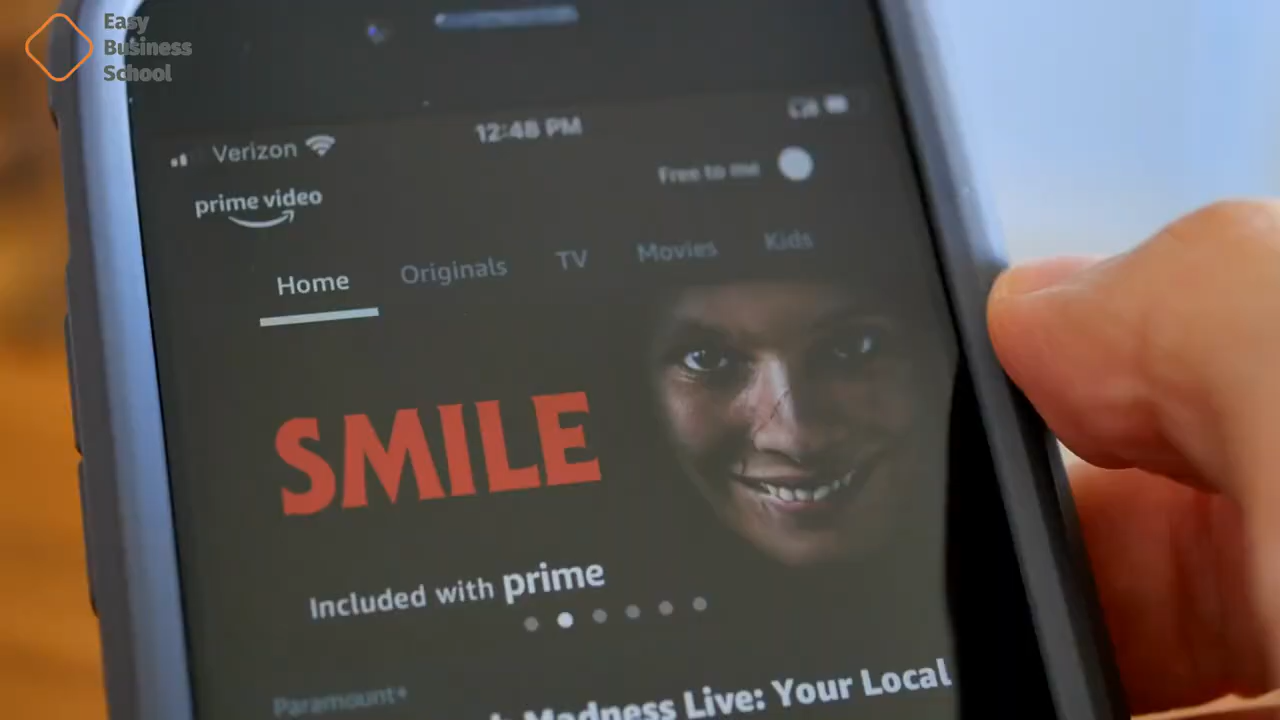 Easy
Business
School
Verizon
12:48 PM
Free to me
prime video
Home Originals TV Movies Kids
SMILE
Included with prime
Paramount+
Madness Live: Your Local